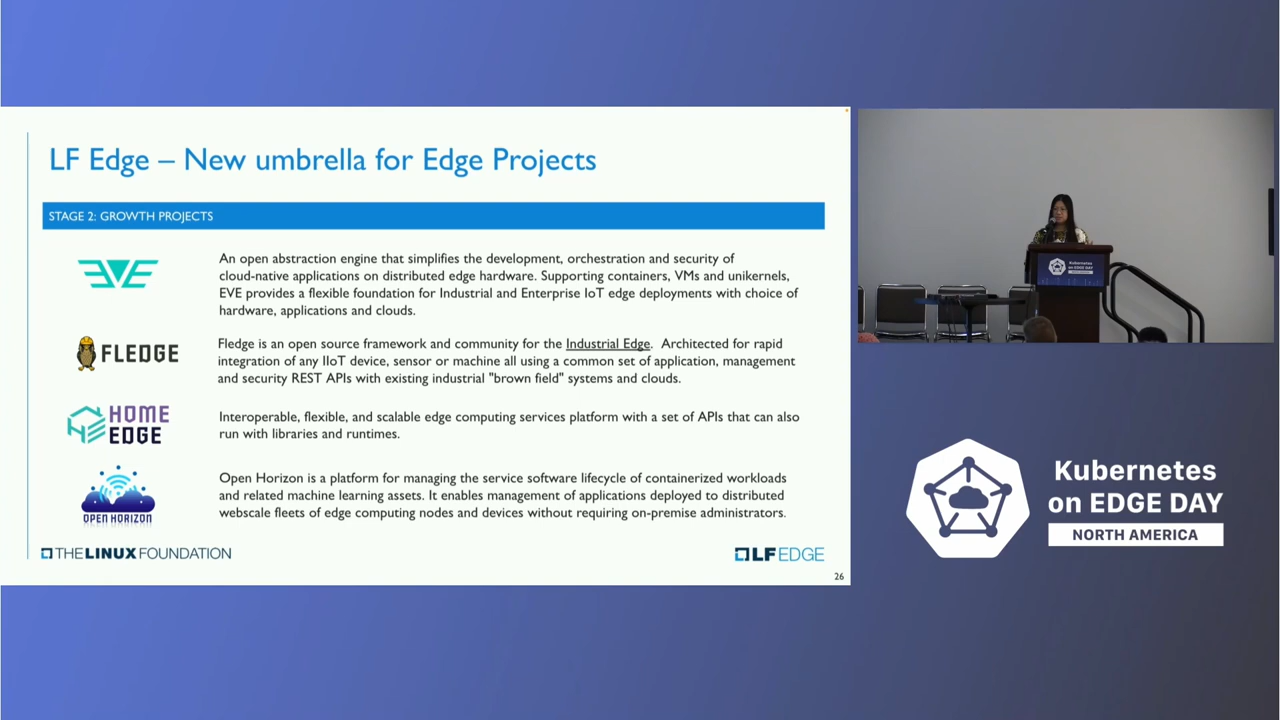 LF Edge – New umbrella for Edge Projects
STAGE 2: GROWTH PROJECTS
EVE
An open abstraction engine that simplifies the development, orchestration and security of
cloud-native applications on distributed edge hardware. Supporting containers, VMs and unikernels,
EVE provides a flexible foundation for Industrial and Enterprise IoT edge deployments with choice of
hardware, applications and clouds.
FLEDGE
Fledge is an open source framework and community for the Industrial Edge. Architected for rapid
integration of any IIoT device, sensor or machine all using a common set of application, management
and security REST APIs with existing industrial "brown field" systems and clouds.
HOME
EDGE
Interoperable, flexible, and scalable edge computing services platform with a set of APIs that can also
run with libraries and runtimes.
OPEN HORIZON
Open Horizon is a platform for managing the service software lifecycle of containerized workloads
and related machine learning assets. It enables management of applications deployed to distributed
webscale fleets of edge computing nodes and devices without requiring on-premise administrators.
THE LINUX FOUNDATION
LF EDGE
26
Kubernetes
on EDGE DAY
Kubernetes
on EDGE DAY
NORTH AMERICA